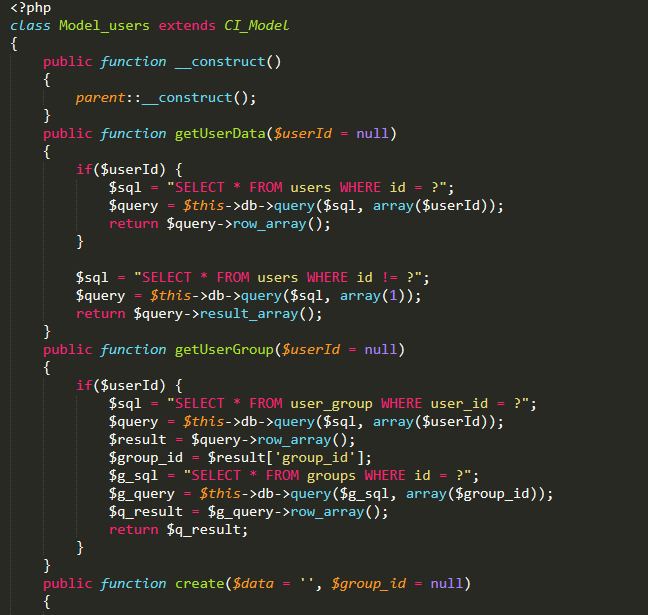 <?php
class Model_users extends CI_Model
{
public function __construct()
{
parent::__construct();
}
public function getUserData($userId = null)
{
if($userId) {
$sql = "SELECT * FROM users WHERE id = ?";
$query = $this->db->query($sql, array($userId));
return $query->row_array();
}
$sql = "SELECT * FROM users WHERE id != ?";
$query = $this->db->query($sql, array(1));
return $query->result_array();
}
public function getUserGroup($userId = null)
{
if($userId) {
$sql = "SELECT * FROM user_group WHERE user_id = ?";
$query = $this->db->query($sql, array($userId));
$result = $query->row_array();
$group_id = $result['group_id'];
$g_sql = "SELECT * FROM groups WHERE id = ?";
$g_query = $this->db->query($g_sql, array($group_id));
$q_result = $g_query->row_array();
return $q_result;
}
}
public function create($data = '', $group_id = null)
{